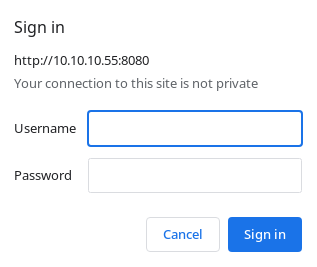 Sign in
http://10.10.10.55:8080
Your connection to this site is not private
Username
Password
Cancel
Sign in